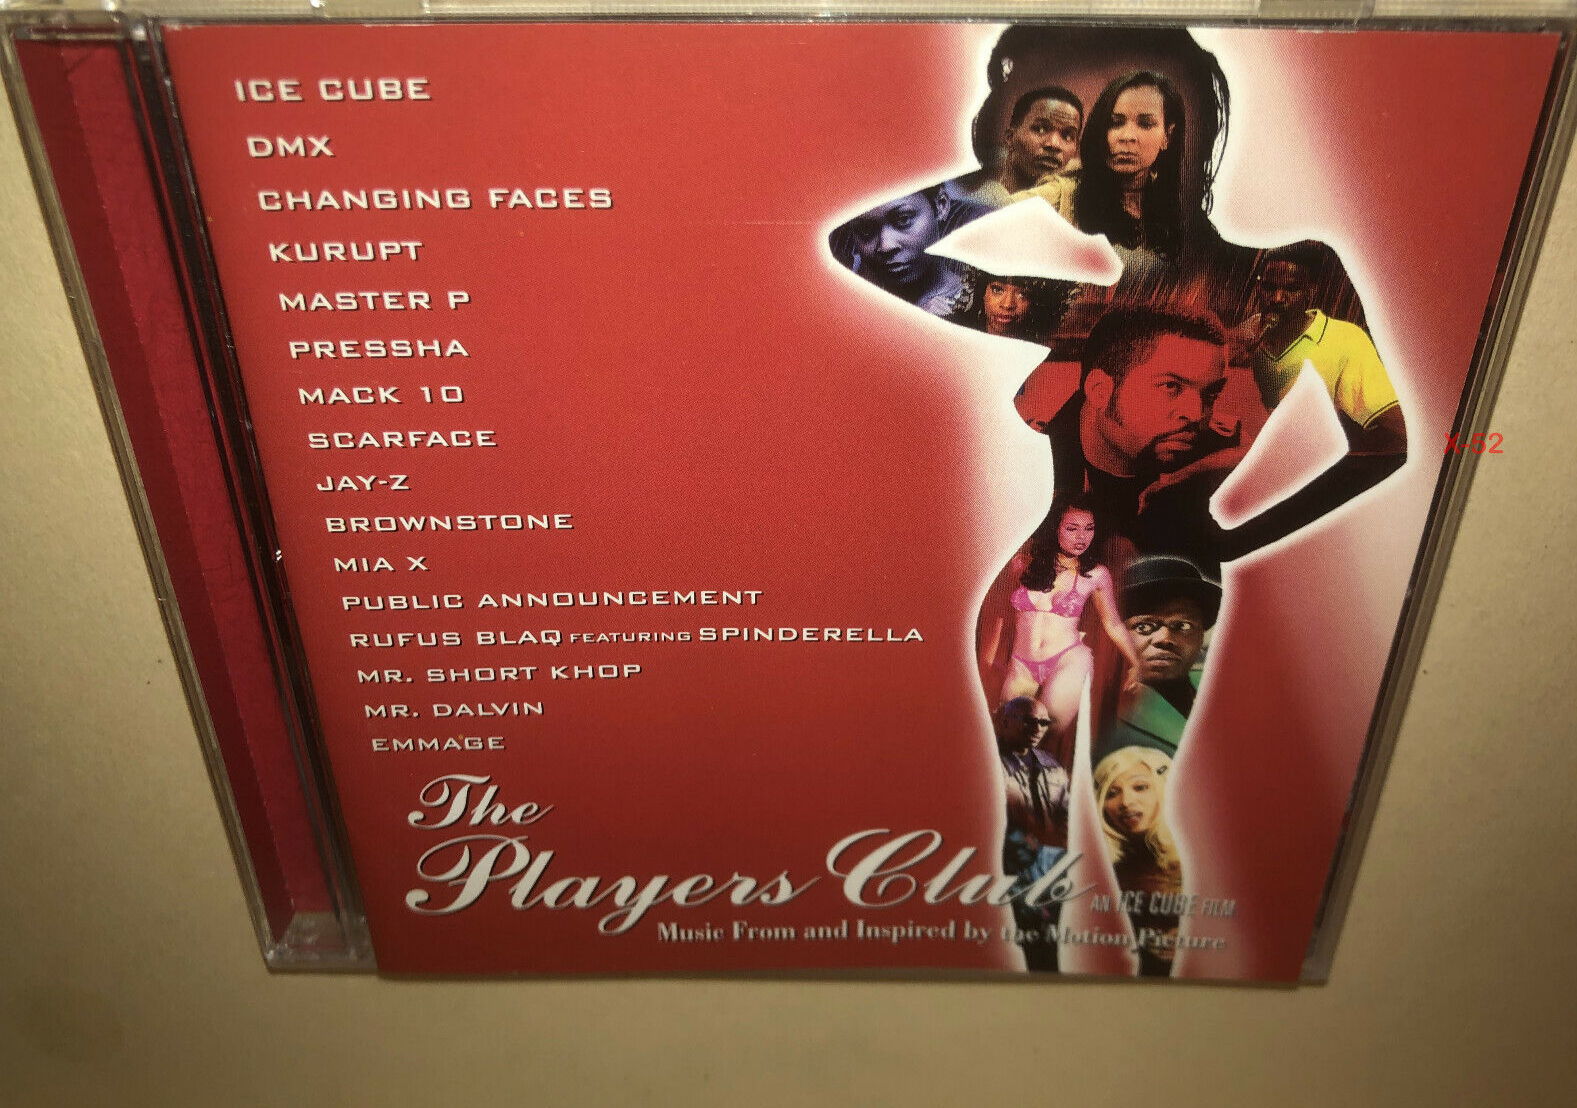 ICE CUBE
DMX
CHANGING FACES
KURUPT
MASTER P
PRESSHA
MACK 10
SCARFACE
JAY-Z
BROWNSTONE
MIA X
PUBLIC ANNOUNCEMENT
RUFUS BLAQ FEATURING SPINDERELLA
MR. SHORT KHOP
MR. DALVIN
EMMAGE
The
Players Club
AN ICE CUBE FILM
Music From and Inspired by the Motion Picture
X-52